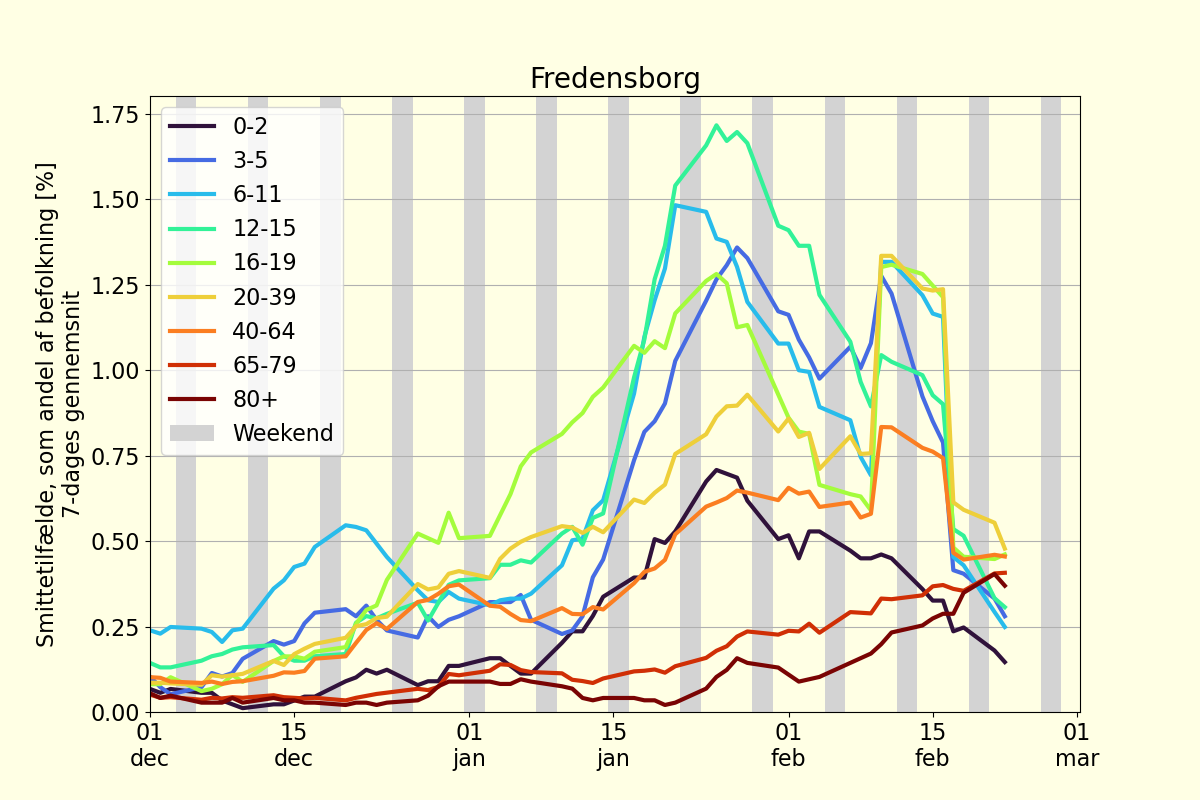 Fredensborg
Smittetilfælde, som andel af befolkning [%]
7-dages gennemsnit
1.75
1.50
1.25
1.00
0.75
0.50
0.25
0.00
0-2
3-5
6-11
12-15
16-19
20-39
40-64
65-79
80+
Weekend
01 15 01 15 01 15 01
dec dec jan jan feb feb mar